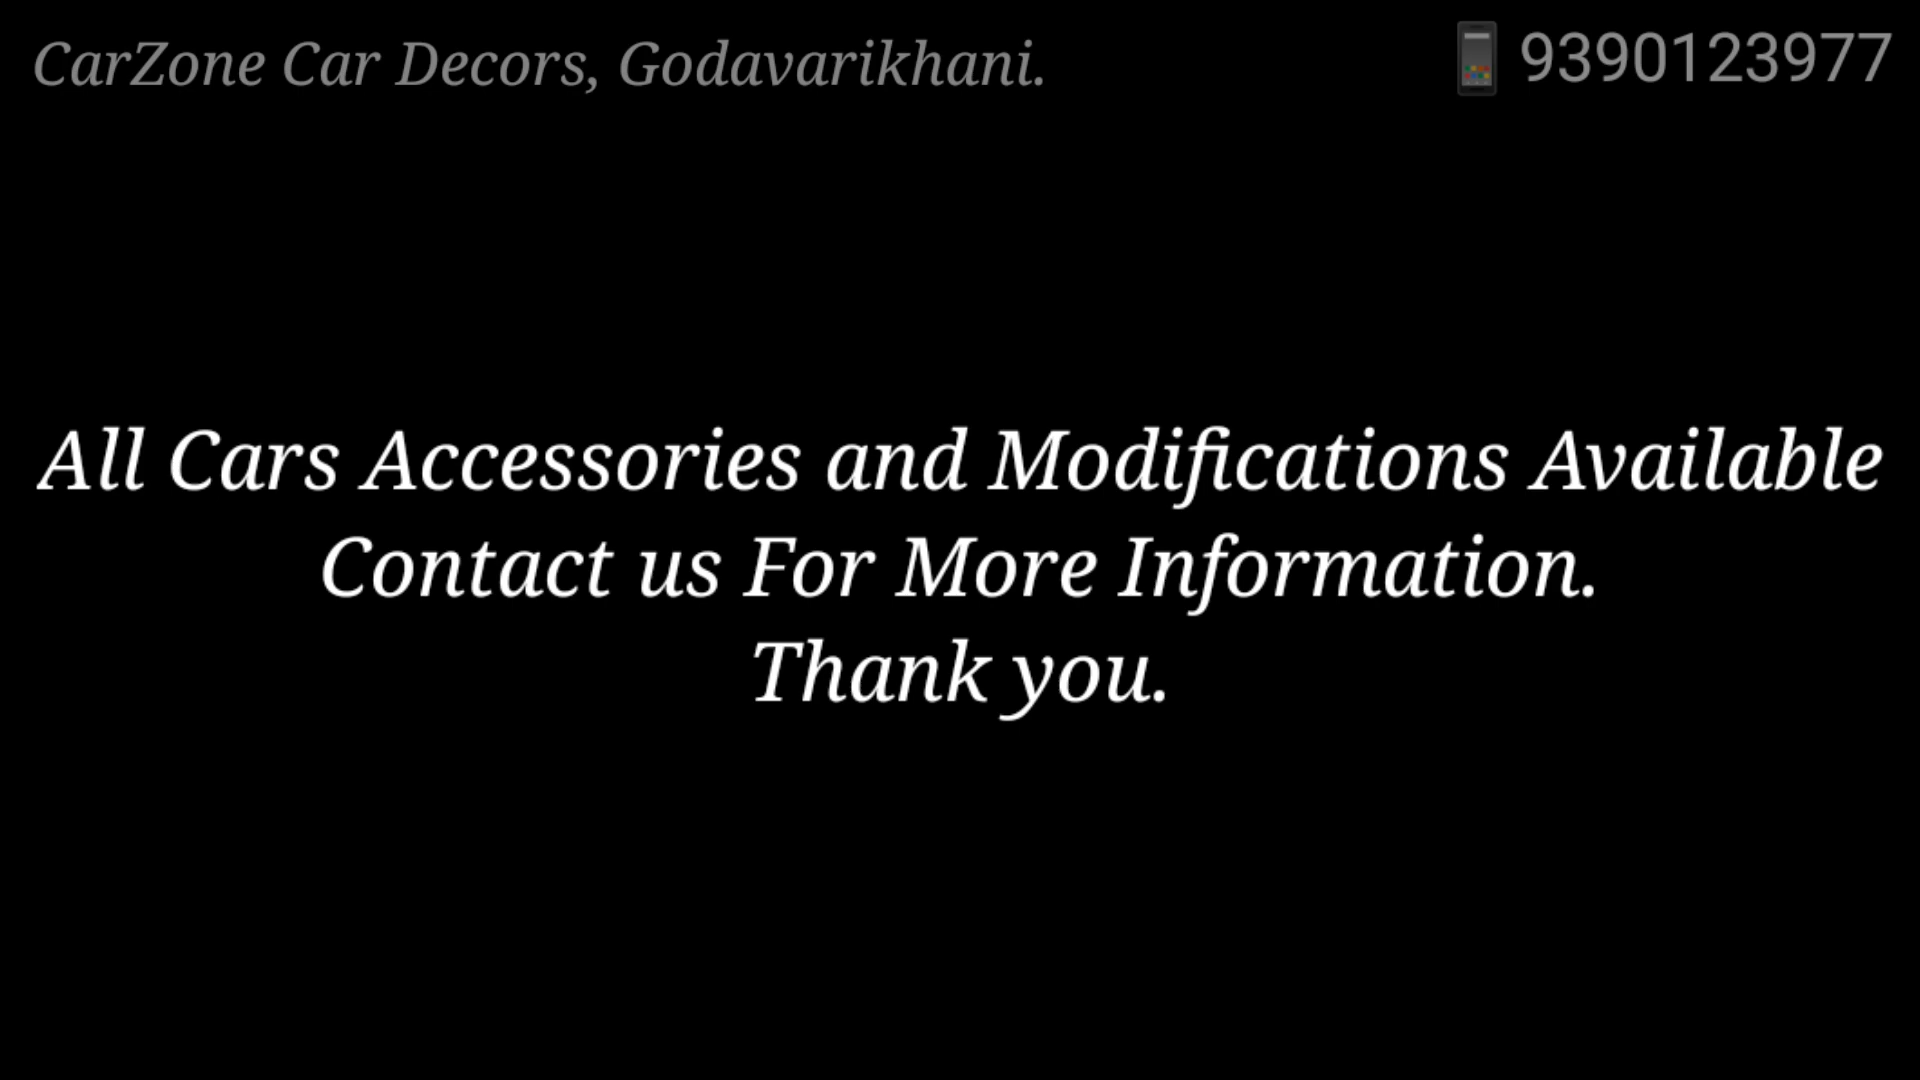 CarZone Car Decors, Godavarikhani.
📱 9390123977
All Cars Accessories and Modifications Available
Contact us For More Information.
Thank you.